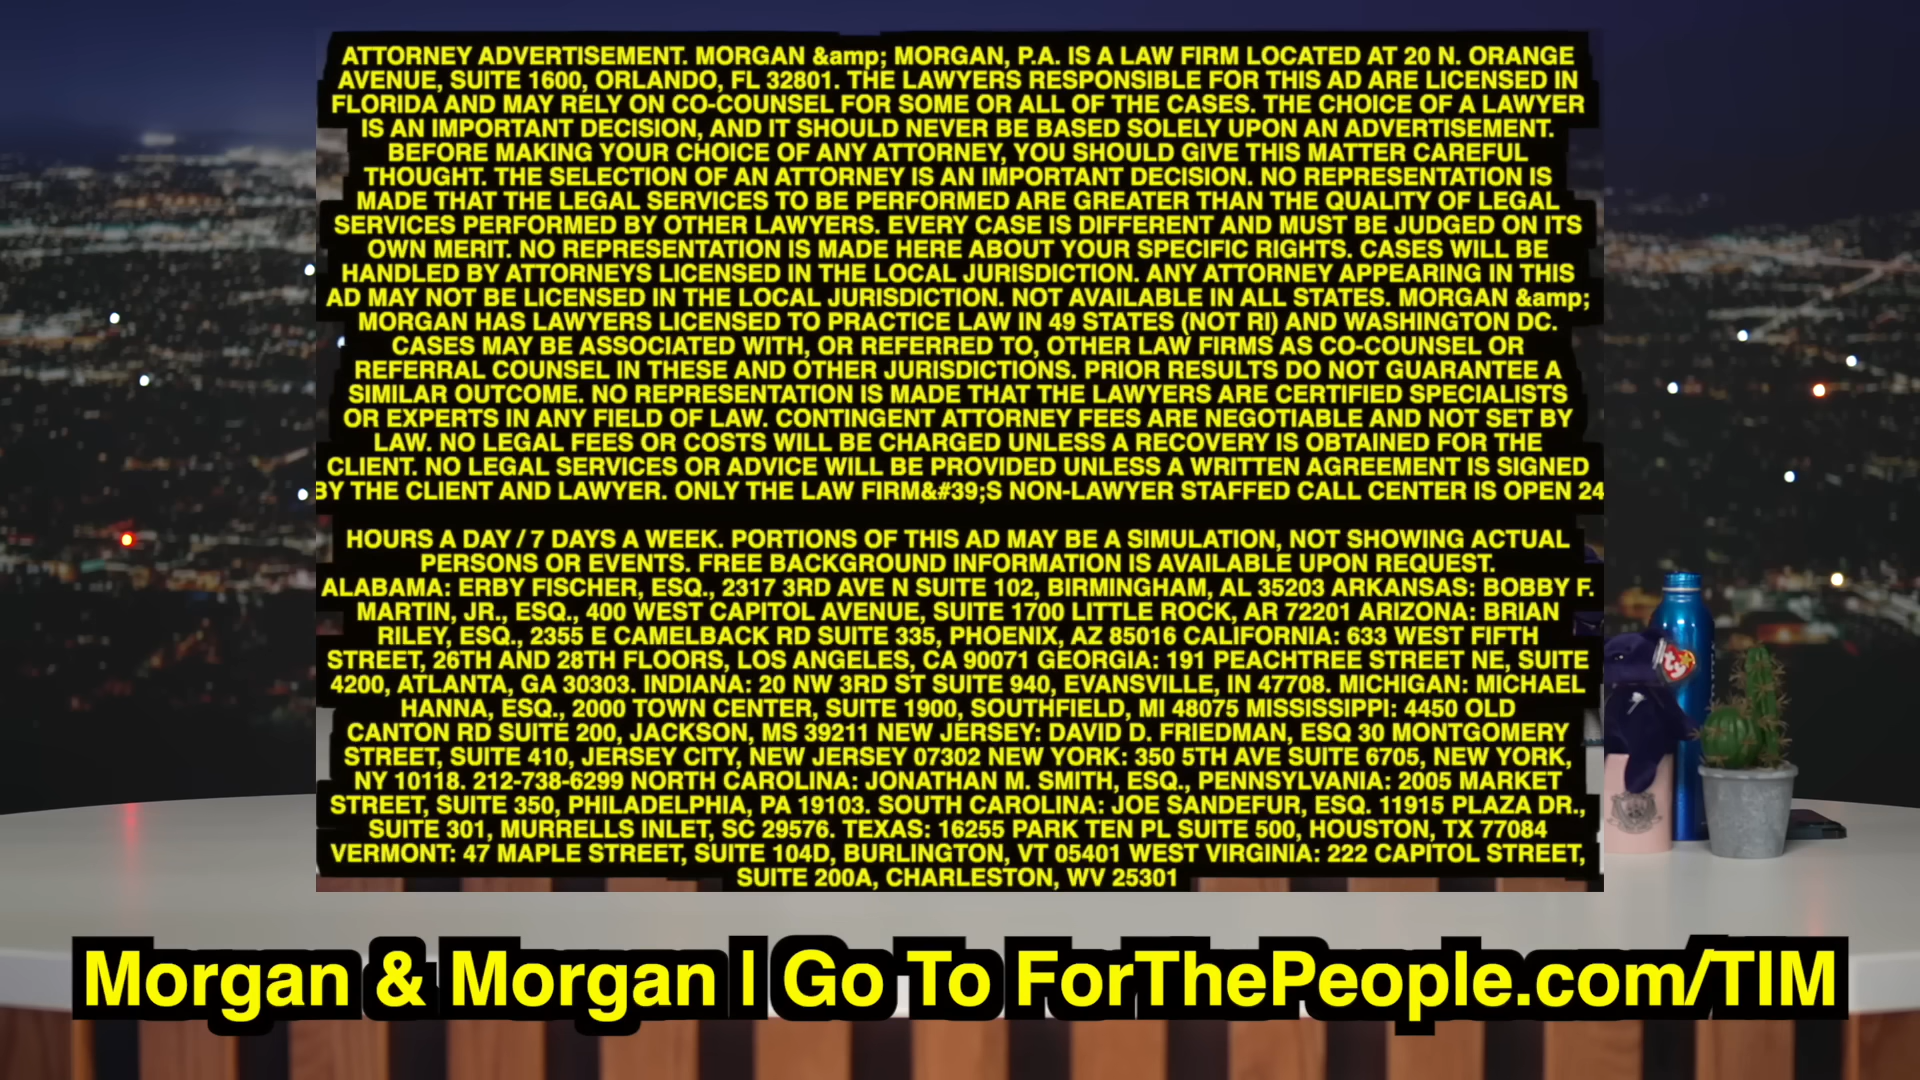 ATTORNEY ADVERTISEMENT. MORGAN &amp; MORGAN, P.A. IS A LAW FIRM LOCATED AT 20 N. ORANGE
AVENUE, SUITE 1600, ORLANDO, FL 32801. THE LAWYERS RESPONSIBLE FOR THIS AD ARE LICENSED IN
FLORIDA AND MAY RELY ON CO-COUNSEL FOR SOME OR ALL OF THE CASES. THE CHOICE OF A LAWYER
IS AN IMPORTANT DECISION, AND IT SHOULD NEVER BE BASED SOLELY UPON AN ADVERTISEMENT.
BEFORE MAKING YOUR CHOICE OF ANY ATTORNEY, YOU SHOULD GIVE THIS MATTER CAREFUL
THOUGHT. THE SELECTION OF AN ATTORNEY IS AN IMPORTANT DECISION. NO REPRESENTATION IS
MADE THAT THE LEGAL SERVICES TO BE PERFORMED ARE GREATER THAN THE QUALITY OF LEGAL
SERVICES PERFORMED BY OTHER LAWYERS. EVERY CASE IS DIFFERENT AND MUST BE JUDGED ON ITS
OWN MERIT. NO REPRESENTATION IS MADE HERE ABOUT YOUR SPECIFIC RIGHTS. CASES WILL BE
HANDLED BY ATTORNEYS LICENSED IN THE LOCAL JURISDICTION. ANY ATTORNEY APPEARING IN THIS
AD MAY NOT BE LICENSED IN THE LOCAL JURISDICTION. NOT AVAILABLE IN ALL STATES. MORGAN &amp;
MORGAN HAS LAWYERS LICENSED TO PRACTICE LAW IN 49 STATES (NOT RI) AND WASHINGTON DC.
CASES MAY BE ASSOCIATED WITH, OR REFERRED TO, OTHER LAW FIRMS AS CO-COUNSEL OR
REFERRAL COUNSEL IN THESE AND OTHER JURISDICTIONS. PRIOR RESULTS DO NOT GUARANTEE A
SIMILAR OUTCOME. NO REPRESENTATION IS MADE THAT THE LAWYERS ARE CERTIFIED SPECIALISTS
OR EXPERTS IN ANY FIELD OF LAW. CONTINGENT ATTORNEY FEES ARE NEGOTIABLE AND NOT SET BY
LAW. NO LEGAL FEES OR COSTS WILL BE CHARGED UNLESS A RECOVERY IS OBTAINED FOR THE
CLIENT. NO LEGAL SERVICES OR ADVICE WILL BE PROVIDED UNLESS A WRITTEN AGREEMENT IS SIGNED
BY THE CLIENT AND LAWYER. ONLY THE LAW FIRM&#39;S NON-LAWYER STAFFED CALL CENTER IS OPEN 24
HOURS A DAY / 7 DAYS A WEEK. PORTIONS OF THIS AD MAY BE A SIMULATION, NOT SHOWING ACTUAL
PERSONS OR EVENTS. FREE BACKGROUND INFORMATION IS AVAILABLE UPON REQUEST.
ALABAMA: ERBY FISCHER, ESQ., 2317 3RD AVE N SUITE 102, BIRMINGHAM, AL 35203 ARKANSAS: BOBBY F.
MARTIN, JR., ESQ., 400 WEST CAPITOL AVENUE, SUITE 1700 LITTLE ROCK, AR 72201 ARIZONA: BRIAN
RILEY, ESQ., 2355 E CAMELBACK RD SUITE 335, PHOENIX, AZ 85016 CALIFORNIA: 633 WEST FIFTH
STREET, 26TH AND 28TH FLOORS, LOS ANGELES, CA 90071 GEORGIA: 191 PEACHTREE STREET NE, SUITE
4200, ATLANTA, GA 30303. INDIANA: 20 NW 3RD ST SUITE 940, EVANSVILLE, IN 47708. MICHIGAN: MICHAEL
HANNA, ESQ., 2000 TOWN CENTER, SUITE 1900, SOUTHFIELD, MI 48075 MISSISSIPPI: 4450 OLD
CANTON RD SUITE 200, JACKSON, MS 39211 NEW JERSEY: DAVID D. FRIEDMAN, ESQ 30 MONTGOMERY
STREET, SUITE 410, JERSEY CITY, NEW JERSEY 07302 NEW YORK: 350 5TH AVE SUITE 6705, NEW YORK,
NY 10118. 212-738-6299 NORTH CAROLINA: JONATHAN M. SMITH, ESQ., PENNSYLVANIA: 2005 MARKET
STREET, SUITE 350, PHILADELPHIA, PA 19103. SOUTH CAROLINA: JOE SANDEFUR, ESQ. 11915 PLAZA DR.,
SUITE 301, MURRELLS INLET, SC 29576. TEXAS: 16255 PARK TEN PL SUITE 500, HOUSTON, TX 77084
VERMONT: 47 MAPLE STREET, SUITE 104D, BURLINGTON, VT 05401 WEST VIRGINIA: 222 CAPITOL STREET,
SUITE 200A, CHARLESTON, WV 25301
ty
Morgan & Morgan | Go To ForThePeople.com/TIM